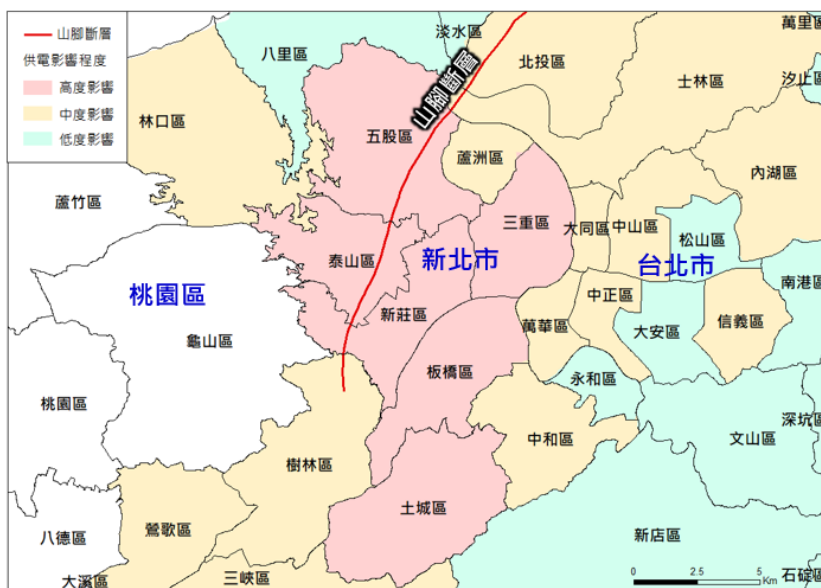 山腳斷層
供電影響程度
高度影響
中度影響
低度影響
八里區
淡水
山腳斷層
北投區
萬里
士林區
汐止
林口區
五股區
蘆洲區
內湖區
蘆竹區
三重區
大同區
中山區
松山區
泰山區
新北市
台北市
桃園區
南港區
中正區
新莊區
萬華區
大安區
信義區
龜山區
板橋區
永和區
桃園區
深坑
中和區
文山區
樹林區
土城區
鶯歌區
八德區
新店區
大溪區
三峽區
石碇
0
2.5
5
Km